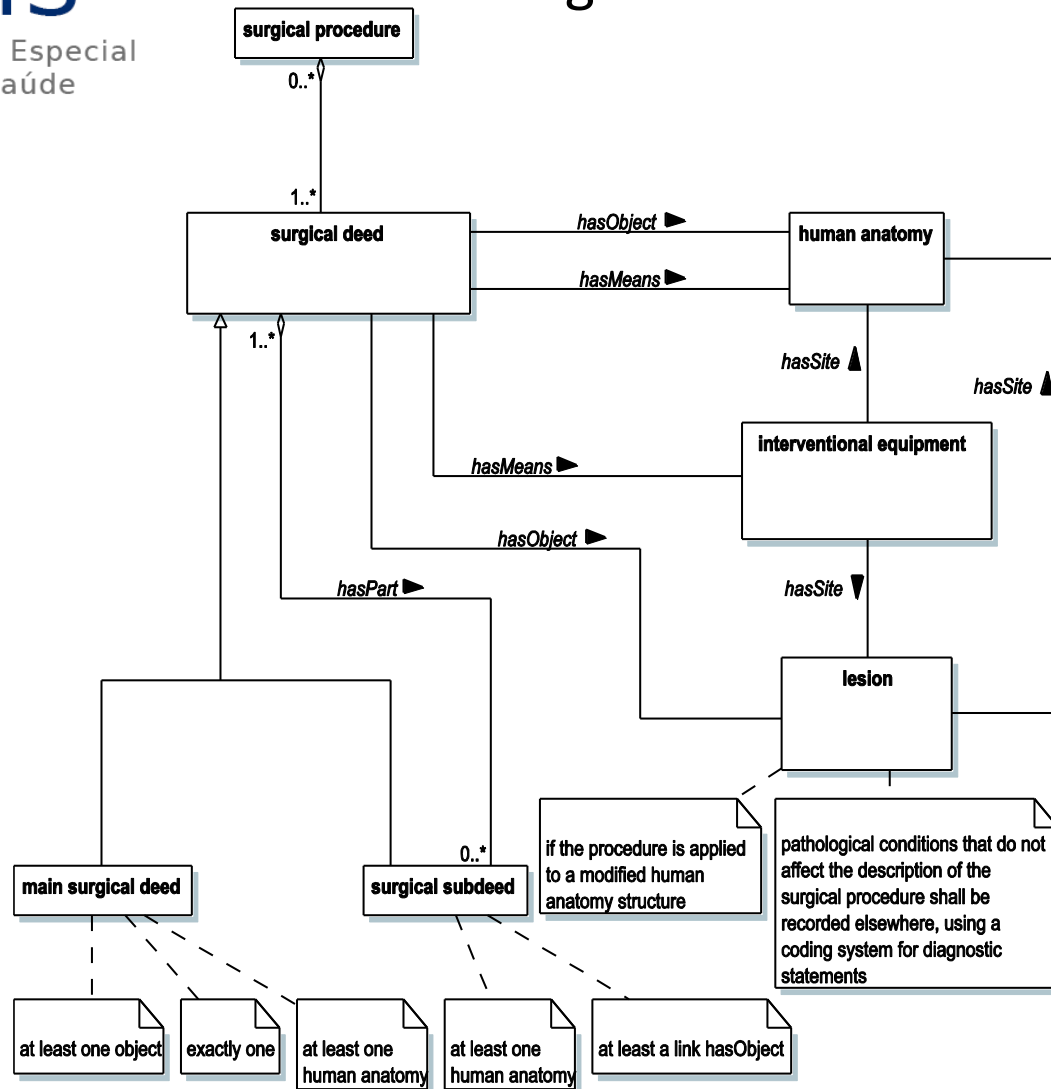 Especial
aúde
surgical procedure
0..*
1..*
surgical deed
hasObject
human anatomy
hasMeans
1..*
hasSite
hasSite
interventional equipment
hasMeans
hasObject
hasPart
hasSite
lesion
0..*
main surgical deed
surgical subdeed
if the procedure is applied
to a modified human
anatomy structure
pathological conditions that do not
affect the description of the
surgical procedure shall be
recorded elsewhere, using a
coding system for diagnostic
statements
at least one object
exactly one
at least one
human anatomy
at least one
human anatomy
at least a link hasObject